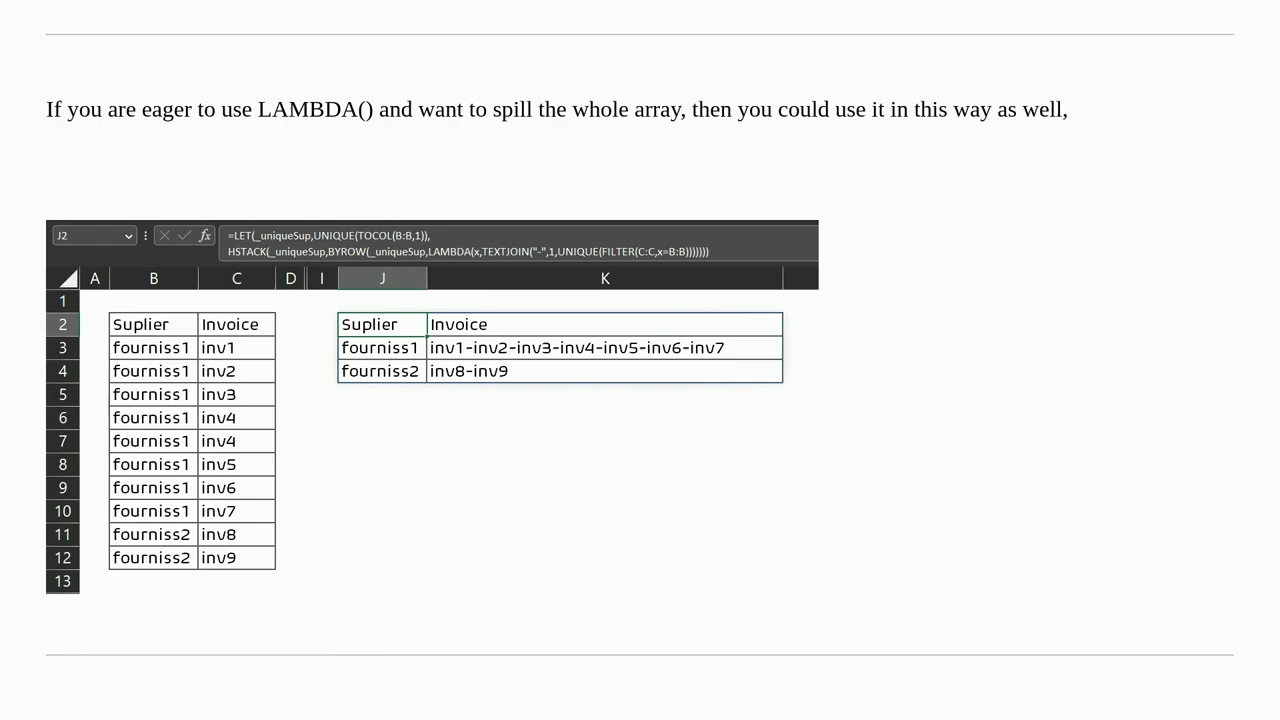 If you are eager to use LAMBDA() and want to spill the whole array, then you could use it in this way as well,
J2
fx
=LET(_uniqueSup,UNIQUE(TOCOL(B:B,1)),
HSTACK(_uniqueSup,BYROW(_uniqueSup,LAMBDA(x,TEXTJOIN("-",1,UNIQUE(FILTER(C:C,x=B:B)))))))
A B C D I J K
1
2 Suplier Invoice Suplier Invoice
3 fourniss1 inv1 fourniss1 inv1-inv2-inv3-inv4-inv5-inv6-inv7
4 fourniss1 inv2 fourniss2 inv8-inv9
5 fourniss1 inv3
6 fourniss1 inv4
7 fourniss1 inv4
8 fourniss1 inv5
9 fourniss1 inv6
10 fourniss1 inv7
11 fourniss2 inv8
12 fourniss2 inv9
13